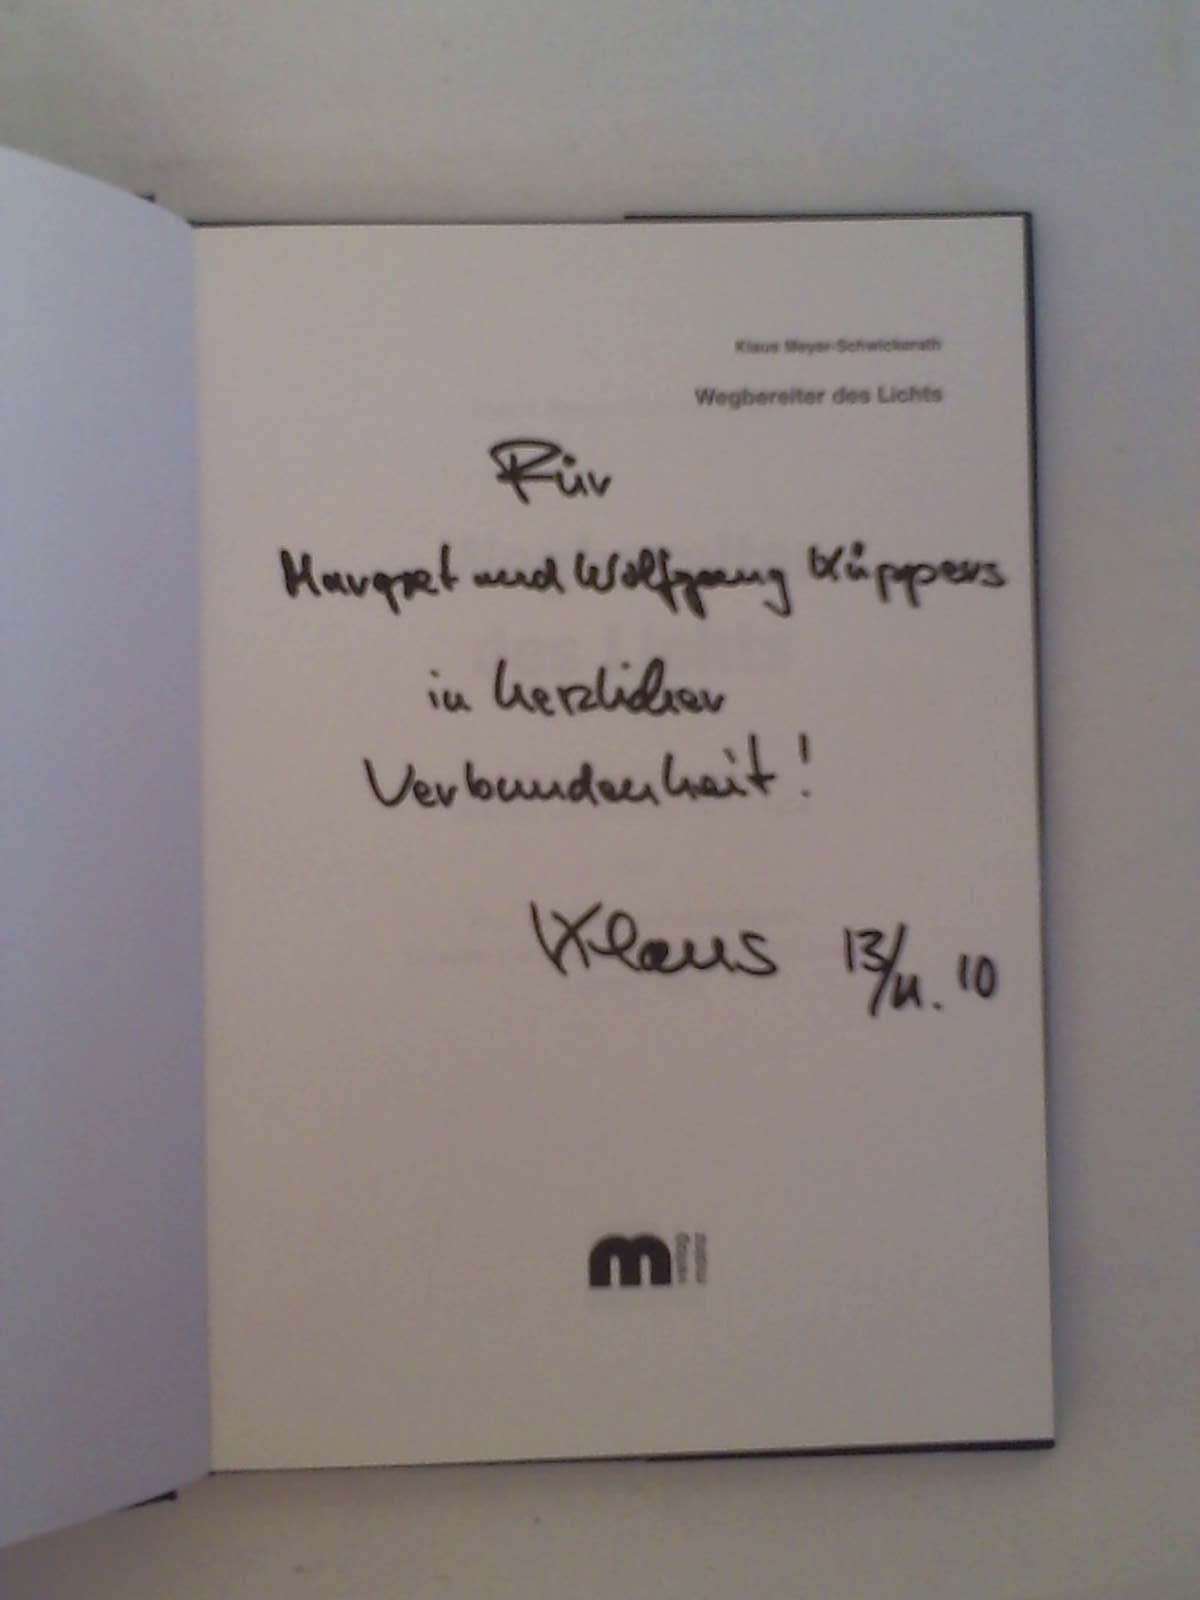 Klaus Meyer-Schwickerath
Wegbereiter des Lichts
Für
Margret und Wolfgang Küppers
in herzlicher
Verbundenheit!
Klaus 13/11.10
m